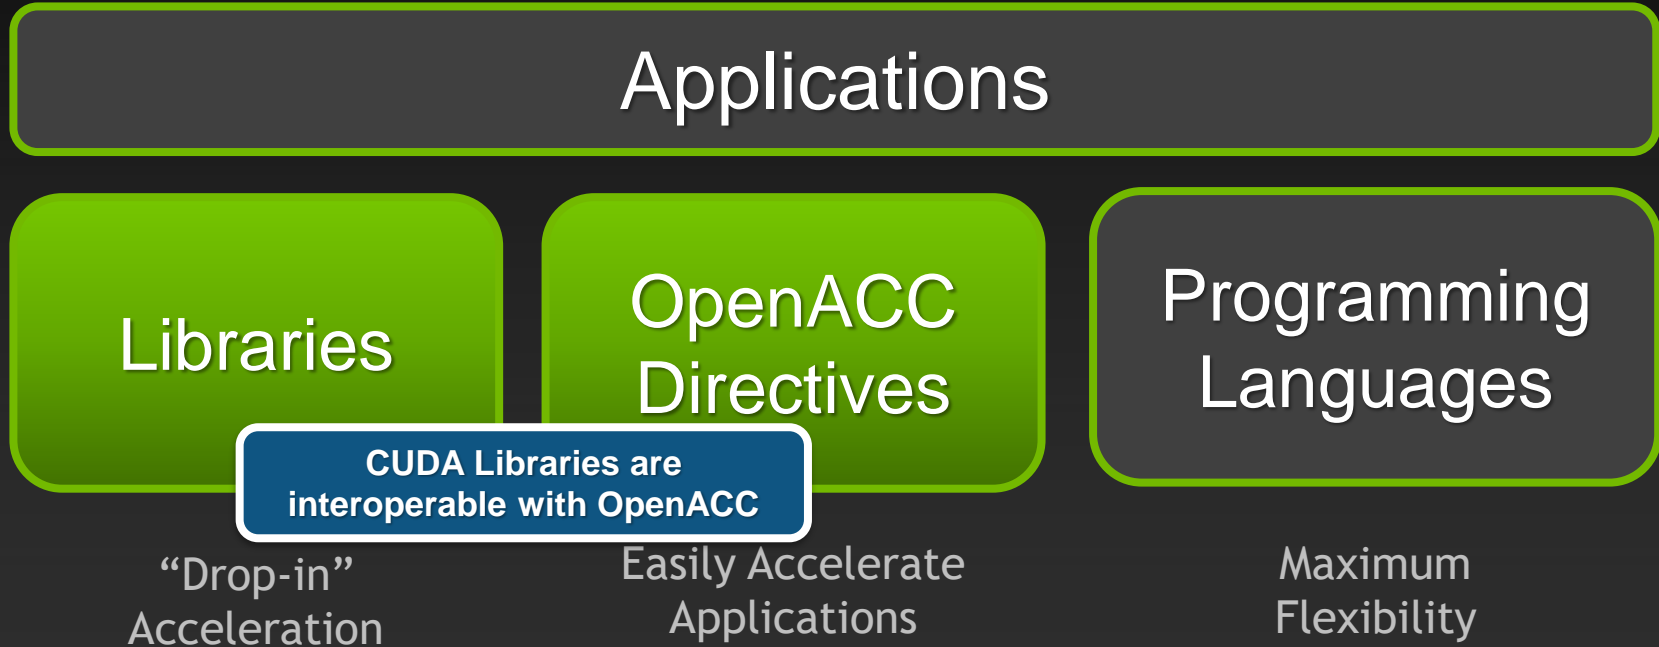 Applications
Libraries
OpenACC
Directives
Programming
Languages
CUDA Libraries are
interoperable with OpenACC
“Drop-in”
Acceleration
Easily Accelerate
Applications
Maximum
Flexibility